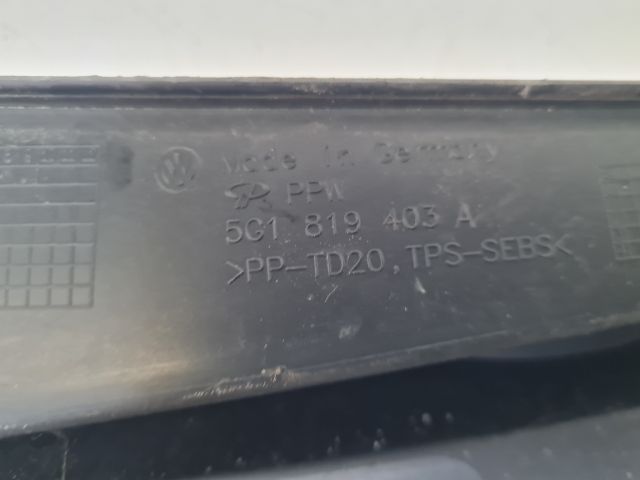 Made in Germany
PPW
5G1 819 403 A
>PP-TD20, TPS-SEBS<